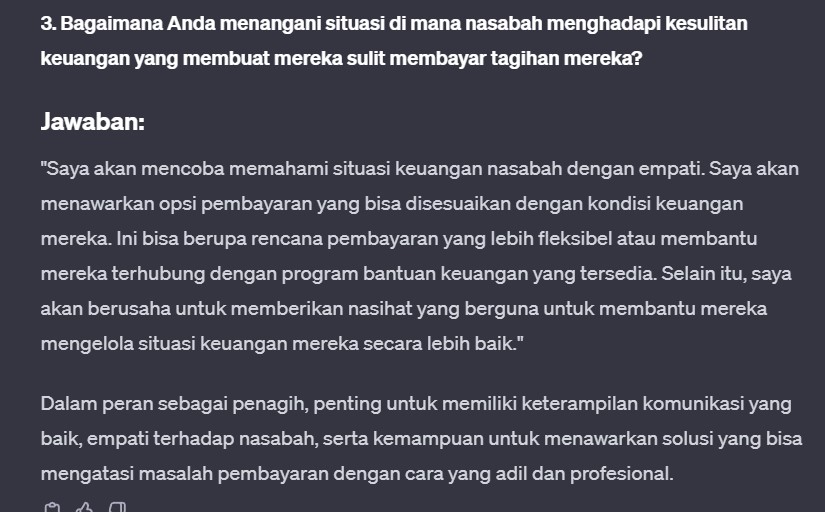 3. Bagaimana Anda menangani situasi di mana nasabah menghadapi kesulitan
keuangan yang membuat mereka sulit membayar tagihan mereka?
Jawaban:
"Saya akan mencoba memahami situasi keuangan nasabah dengan empati. Saya akan
menawarkan opsi pembayaran yang bisa disesuaikan dengan kondisi keuangan
mereka. Ini bisa berupa rencana pembayaran yang lebih fleksibel atau membantu
mereka terhubung dengan program bantuan keuangan yang tersedia. Selain itu, saya
akan berusaha untuk memberikan nasihat yang berguna untuk membantu mereka
mengelola situasi keuangan mereka secara lebih baik."
Dalam peran sebagai penagih, penting untuk memiliki keterampilan komunikasi yang
baik, empati terhadap nasabah, serta kemampuan untuk menawarkan solusi yang bisa
mengatasi masalah pembayaran dengan cara yang adil dan profesional.